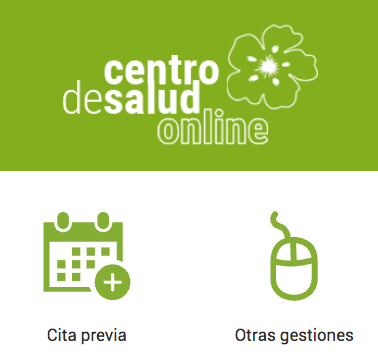 centro
desalud
online
Cita previa
Otras gestiones